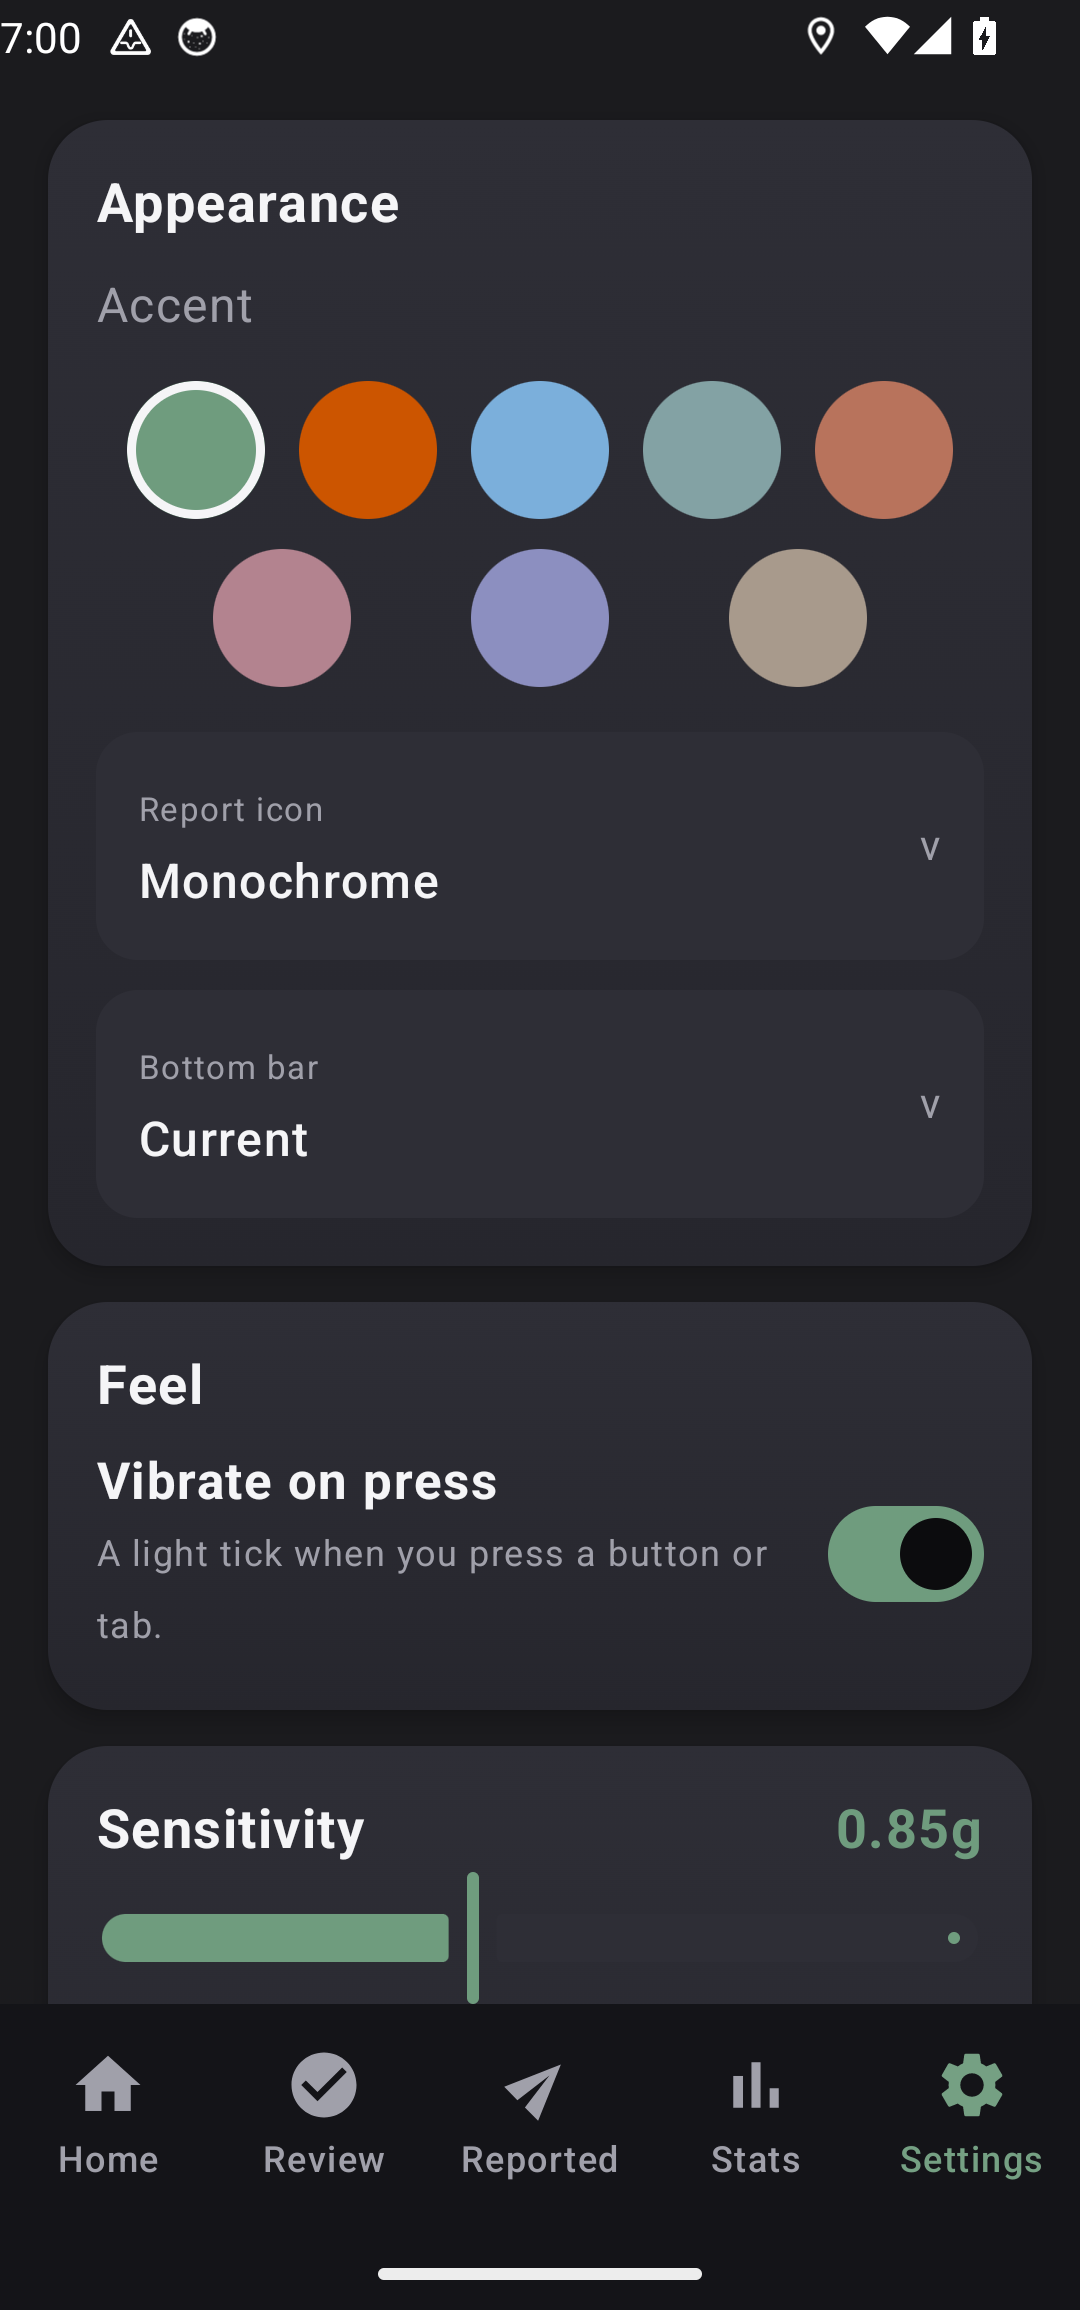 7:00
Appearance
Accent
Report icon
Monochrome
v
Bottom bar
Current
v
Feel
Vibrate on press
A light tick when you press a button or
tab.
Sensitivity
0.85g
Home
Review
Reported
Stats
Settings